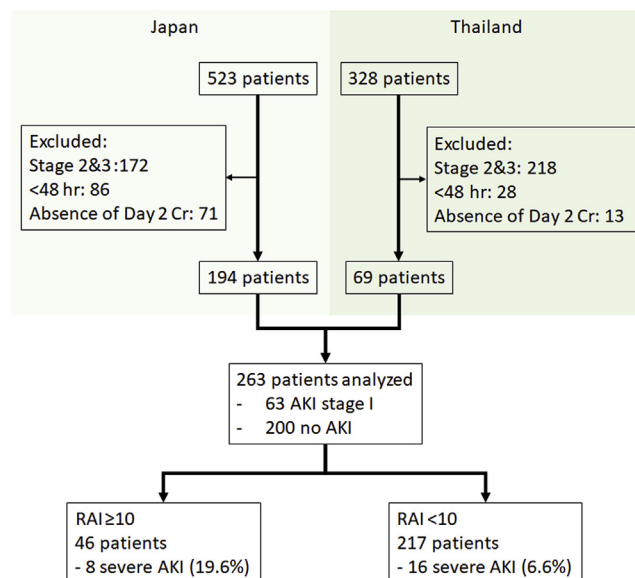 Japan
Thailand
523 patients
328 patients
Excluded:
Stage 2&3 :172
<48 hr: 86
Absence of Day 2 Cr: 71
Excluded:
Stage 2&3: 218
<48 hr: 28
Absence of Day 2 Cr: 13
194 patients
69 patients
263 patients analyzed
- 63 AKI stage I
- 200 no AKI
RAI ≥10
46 patients
- 8 severe AKI (19.6%)
RAI <10
217 patients
- 16 severe AKI (6.6%)